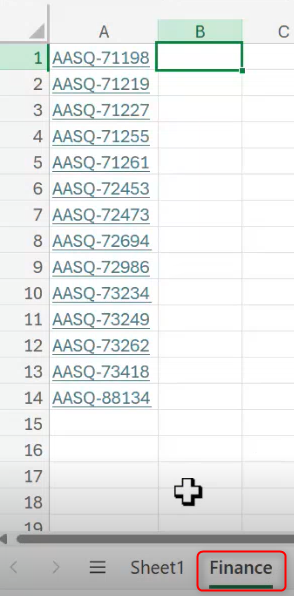 A B C
1 AASQ-71198
2 AASQ-71219
3 AASQ-71227
4 AASQ-71255
5 AASQ-71261
6 AASQ-72453
7 AASQ-72473
8 AASQ-72694
9 AASQ-72986
10 AASQ-73234
11 AASQ-73249
12 AASQ-73262
13 AASQ-73418
14 AASQ-88134
15
16
17
18
19
Sheet1 Finance